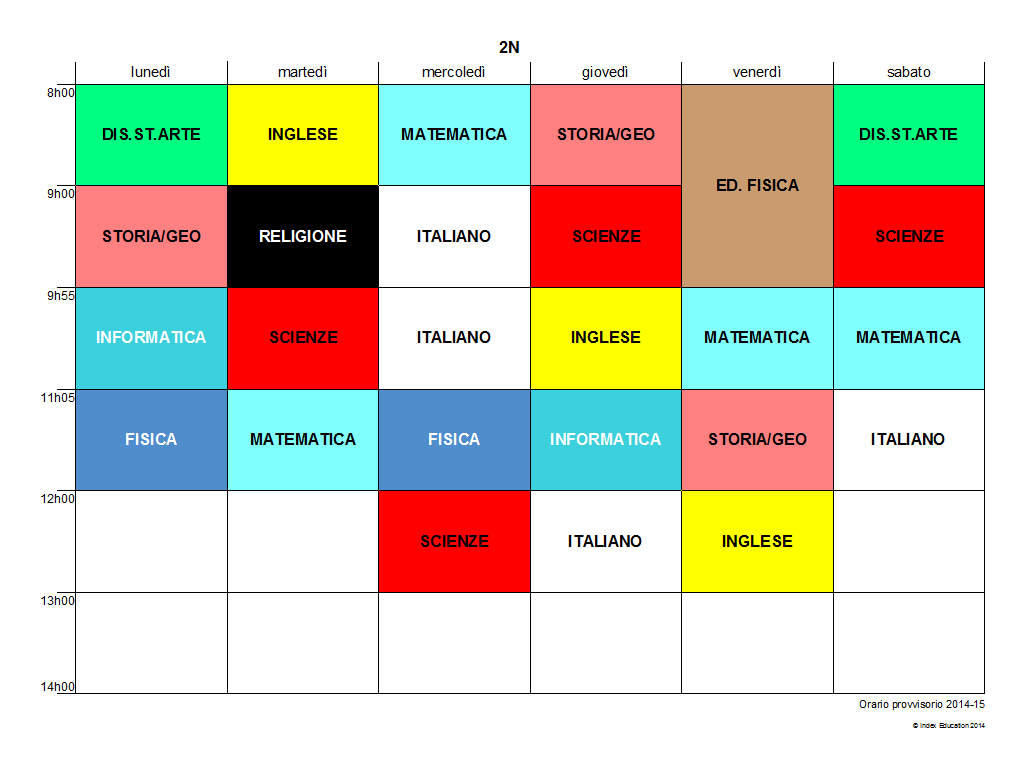 2N
lunedì martedì mercoledì giovedì venerdì sabato
8h00
DIS.ST.ARTE INGLESE MATEMATICA STORIA/GEO DIS.ST.ARTE
ED. FISICA
9h00
STORIA/GEO RELIGIONE ITALIANO SCIENZE SCIENZE
9h55
INFORMATICA SCIENZE ITALIANO INGLESE MATEMATICA MATEMATICA
11h05
FISICA MATEMATICA FISICA INFORMATICA STORIA/GEO ITALIANO
12h00
SCIENZE ITALIANO INGLESE
13h00
14h00
Orario provvisorio 2014-15
© Index Education 2014